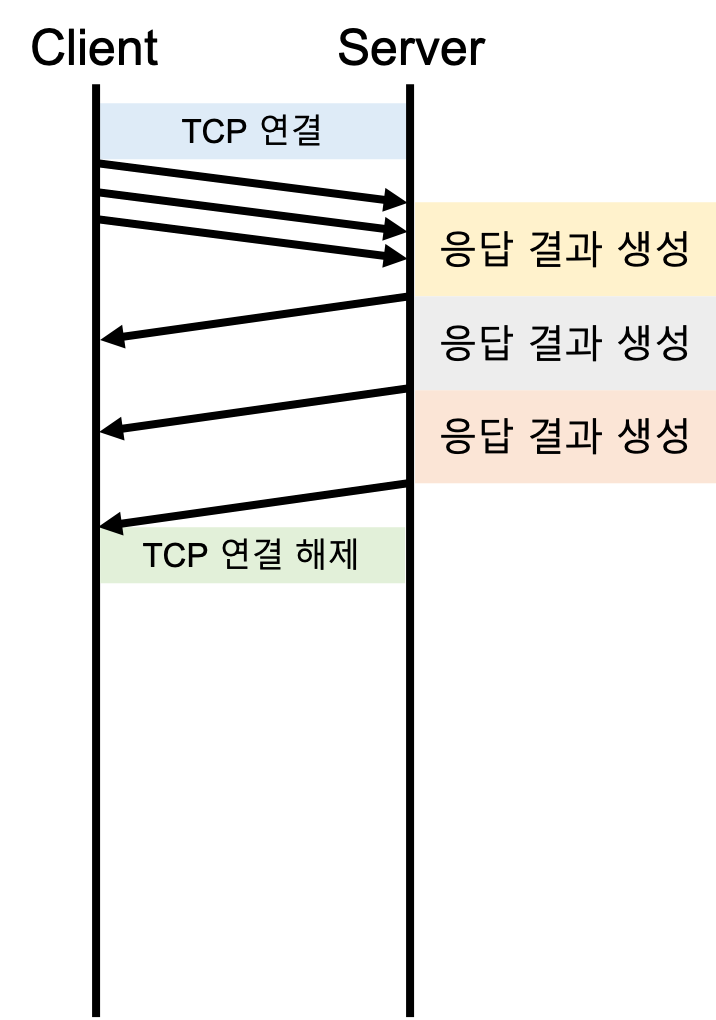 Client
Server
TCP 연결
응답 결과 생성
응답 결과 생성
응답 결과 생성
TCP 연결 해제